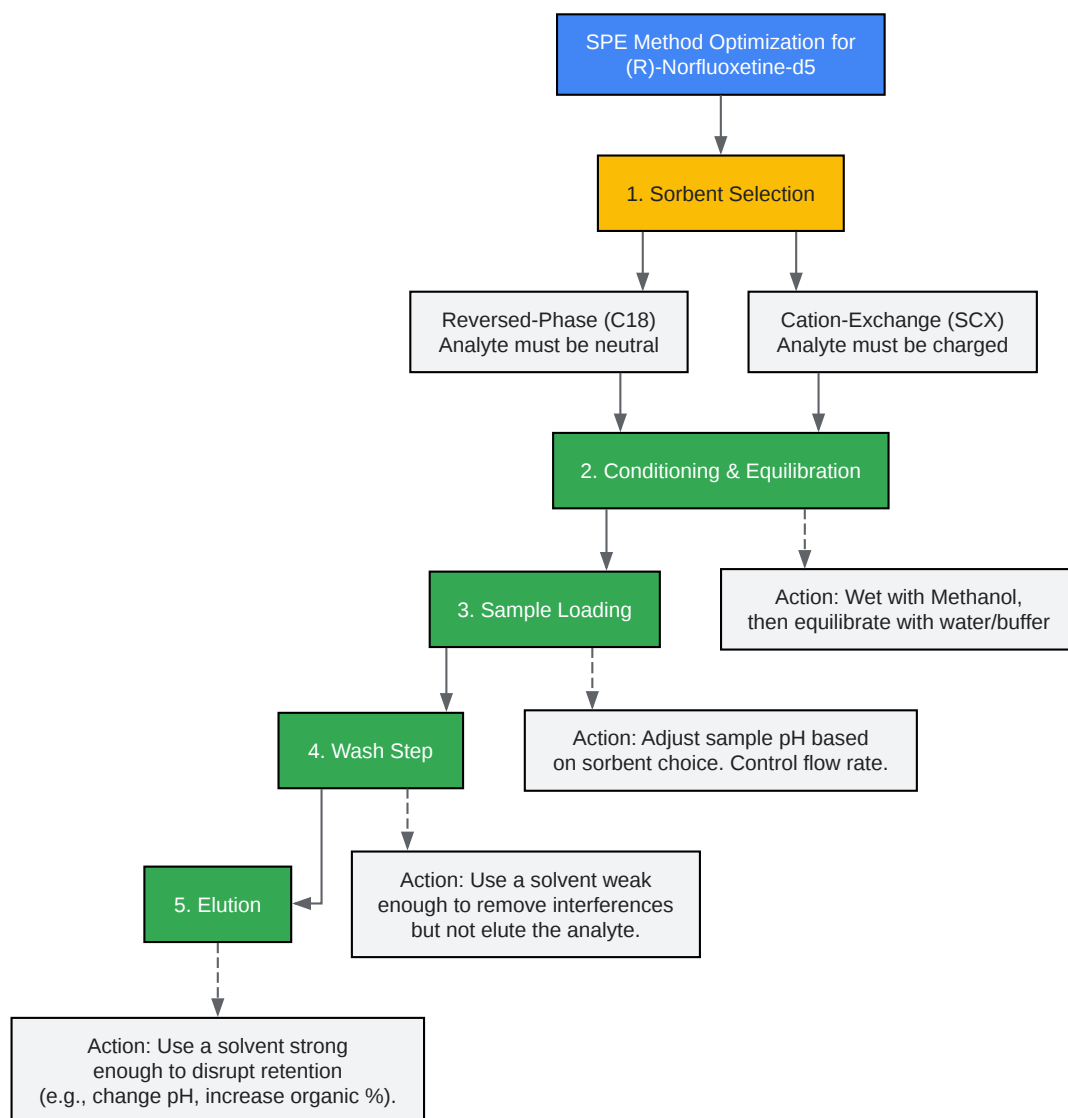 SPE Method Optimization for
(R)-Norfluoxetine-d5
1. Sorbent Selection
Reversed-Phase (C18)
Analyte must be neutral
Cation-Exchange (SCX)
Analyte must be charged
2. Conditioning & Equilibration
Action: Wet with Methanol,
then equilibrate with water/buffer
3. Sample Loading
Action: Adjust sample pH based
on sorbent choice. Control flow rate.
4. Wash Step
Action: Use a solvent weak
enough to remove interferences
but not elute the analyte.
5. Elution
Action: Use a solvent strong
enough to disrupt retention
(e.g., change pH, increase organic %).